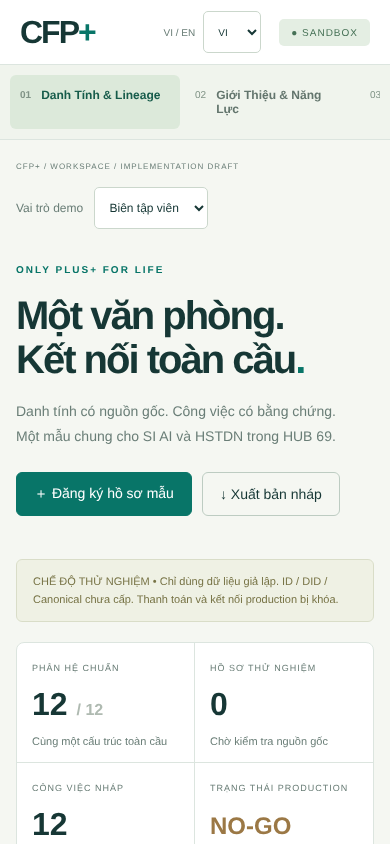 CFP+
VI / EN
VI
● SANDBOX
01 Danh Tính & Lineage
02 Giới Thiệu & Năng
Lực
03
CFP+ / WORKSPACE / IMPLEMENTATION DRAFT
Vai trò demo
Biên tập viên
ONLY PLUS+ FOR LIFE
Một văn phòng.
Kết nối toàn cầu.
Danh tính có nguồn gốc. Công việc có bằng chứng.
Một mẫu chung cho SI AI và HSTDN trong HUB 69.
+ Đăng ký hồ sơ mẫu
↓ Xuất bản nháp
CHẾ ĐỘ THỬ NGHIỆM • Chỉ dùng dữ liệu giả lập. ID / DID /
Canonical chưa cấp. Thanh toán và kết nối production bị khóa.
PHÂN HỆ CHUẨN
12 / 12
Cùng một cấu trúc toàn cầu
HỒ SƠ THỬ NGHIỆM
0
Chờ kiểm tra nguồn gốc
CÔNG VIỆC NHÁP
12
TRẠNG THÁI PRODUCTION
NO-GO